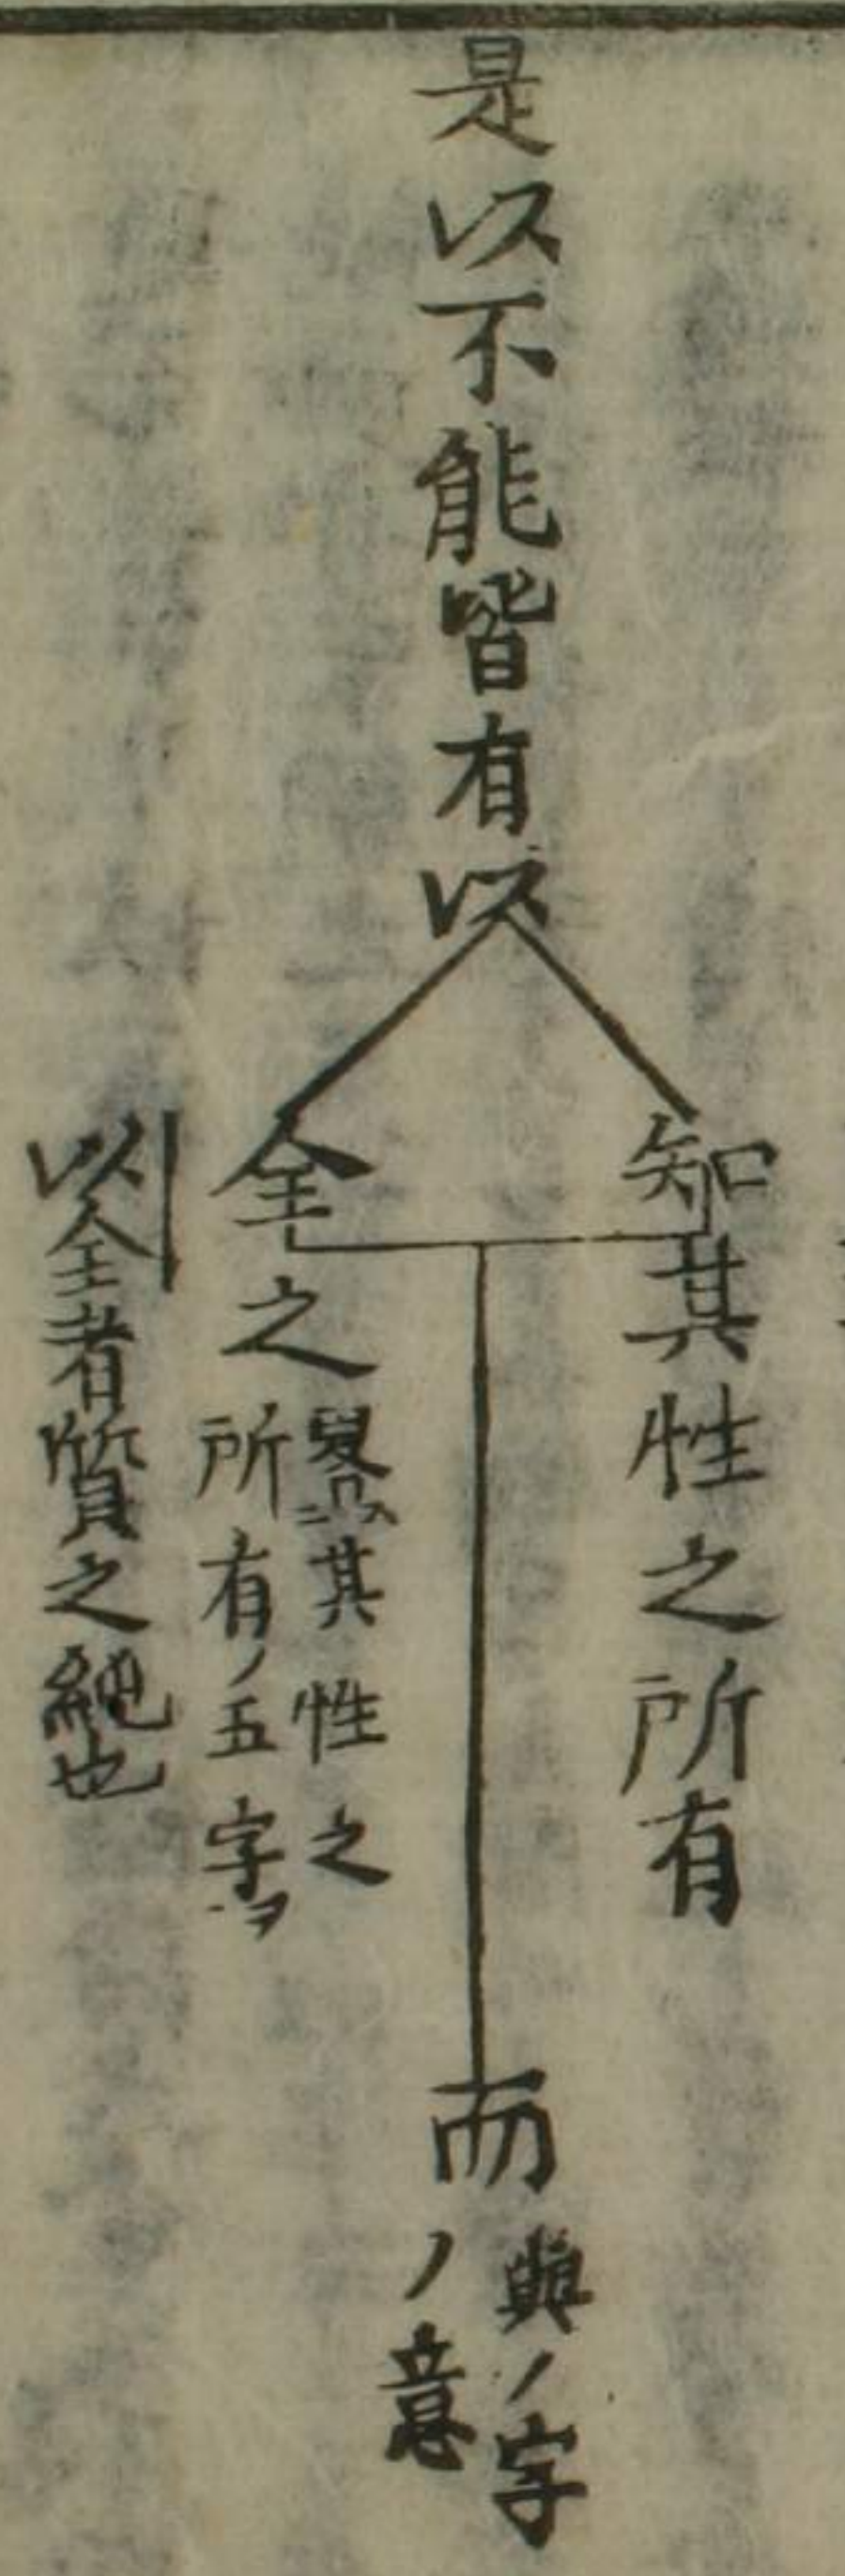 是以不能皆有以
知其性之所有
全之
畧其性之
所有ノ五字ヲ
以全者質之純也
而
與ノ字
ノ意